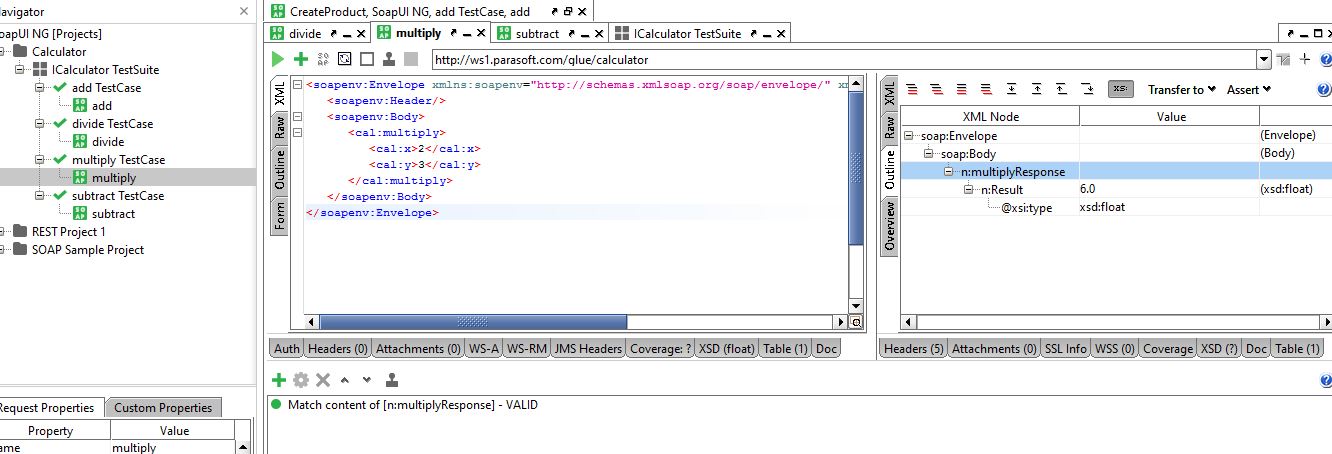 Navigator
CreateProduct, SoapUI NG, add TestCase, add
SoapUI NG [Projects]
Calculator
ICalculator TestSuite
add TestCase
add
divide TestCase
divide
multiply TestCase
multiply
subtract TestCase
subtract
REST Project 1
SOAP Sample Project
divide multiply subtract ICalculator TestSuite
http://ws1.parasoft.com/glue/calculator
XML
Raw
Outline
Form
<soapenv:Envelope xmlns:soapenv="http://schemas.xmlsoap.org/soap/envelope/" xm
<soapenv:Header/>
<soapenv:Body>
<cal:multiply>
<cal:x>2</cal:x>
<cal:y>3</cal:y>
</cal:multiply>
</soapenv:Body>
</soapenv:Envelope>
Auth Headers (0) Attachments (0) WS-A WS-RM JMS Headers Coverage: ? XSD (float) Table (1) Doc
XML
Raw
Outline
Overview
XS: Transfer to Assert
XML Node Value
soap:Envelope (Envelope)
soap:Body (Body)
n:multiplyResponse
n:Result 6.0 (xsd:float)
@xsi:type xsd:float
Headers (5) Attachments (0) SSL Info WSS (0) Coverage XSD (?) Doc Table (1)
Match content of [n:multiplyResponse] - VALID
Request Properties Custom Properties
Property Value
Name multiply